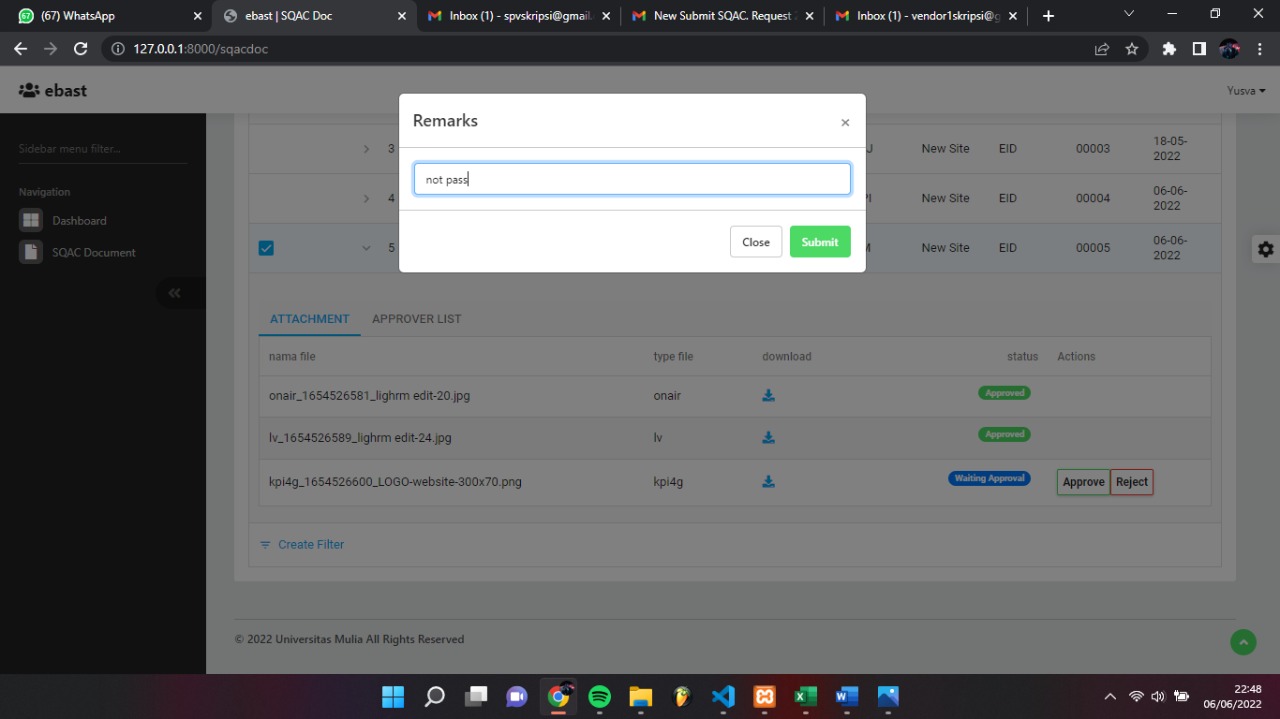 (67) WhatsApp
ebast | SQAC Doc
Inbox (1) - spvskripsi@gmail.
New Submit SQAC. Request
Inbox (1) - vendor1skripsi@g
127.0.0.1:8000/sqacdoc
ebast
Yusva
Remarks
×
not pass
Close
Submit
Sidebar menu filter...
Navigation
Dashboard
SQAC Document
3
New Site
EID
00003
18-05-
2022
4
New Site
EID
00004
06-06-
2022
5
New Site
EID
00005
06-06-
2022
ATTACHMENT
APPROVER LIST
nama file
type file
download
status
Actions
onair_1654526581_lighrm edit-20.jpg
onair
Approved
lv_1654526589_lighrm edit-24.jpg
lv
Approved
kpi4g_1654526600_LOGO-website-300x70.png
kpi4g
Waiting Approval
Approve
Reject
Create Filter
© 2022 Universitas Mulia All Rights Reserved
22:48
06/06/2022